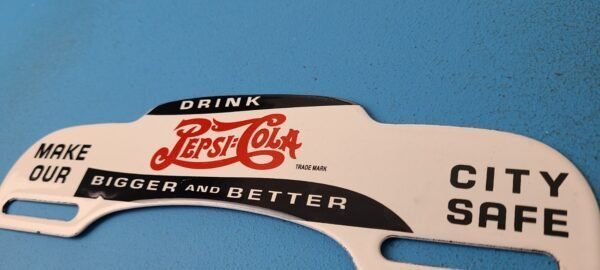 DRINK
PEPSI=COLA
TRADE MARK
BIGGER AND BETTER
MAKE
OUR
CITY
SAFE